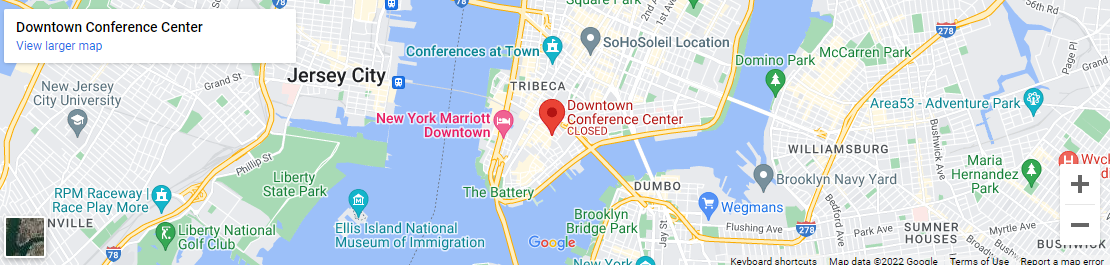 Downtown Conference Center
View larger map
Square Park
2nd Ave
1st Ave
278
56th Rd
Page Pl
SoHoSoleil Location
Conferences at Town
McCarren Park
Domino Park
Grand St
Jersey City
New Jersey
City University
TRIBECA
Downtown
Conference Center
CLOSED
New York Marriott
Downtown
Area53 - Adventure Park
Bushwick Ave
WILLIAMSBURG
Phillip St
Liberty
State Park
The Battery
DUMBO
Brooklyn Navy Yard
Maria
Hernandez
Park
Wyck
RPM Raceway |
Race Play More
NVILLE
Ellis Island National
Museum of Immigration
Liberty National
Golf Club
78
Google
Brooklyn
Bridge Park
Jay St
Wegmans
Flushing Ave
278
Bedford Ave
Park Ave
SUMNER
HOUSES
Myrtle Ave
Broadway
BUSHWICK
New York
+
−
Keyboard shortcuts
Map data ©2022 Google
Terms of Use
Report a map error